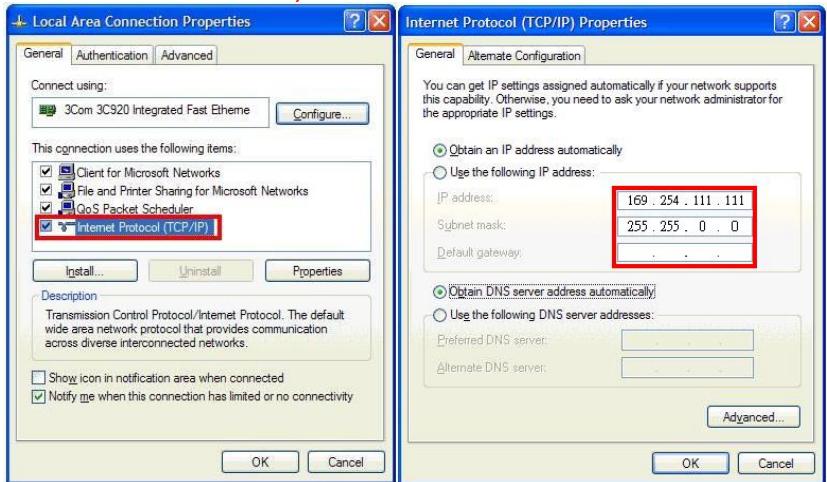 Local Area Connection Properties
General Authentication Advanced
Connect using:
3Com 3C920 Integrated Fast Etherne
Configure...
This connection uses the following items:
Client for Microsoft Networks
File and Printer Sharing for Microsoft Networks
QoS Packet Scheduler
Internet Protocol (TCP/IP)
Install... Uninstall Properties
Description
Transmission Control Protocol/Internet Protocol. The default
wide area network protocol that provides communication
across diverse interconnected networks.
Show icon in notification area when connected
Notify me when this connection has limited or no connectivity
OK Cancel
Internet Protocol (TCP/IP) Properties
General Alternate Configuration
You can get IP settings assigned automatically if your network supports
this capability. Otherwise, you need to ask your network administrator for
the appropriate IP settings.
Obtain an IP address automatically
Use the following IP address:
IP address: 169 . 254 . 111 . 111
Subnet mask: 255 . 255 . 0 . 0
Default gateway: . . .
Obtain DNS server address automatically
Use the following DNS server addresses:
Preferred DNS server: . . .
Alternate DNS server: . . .
Advanced...
OK Cancel